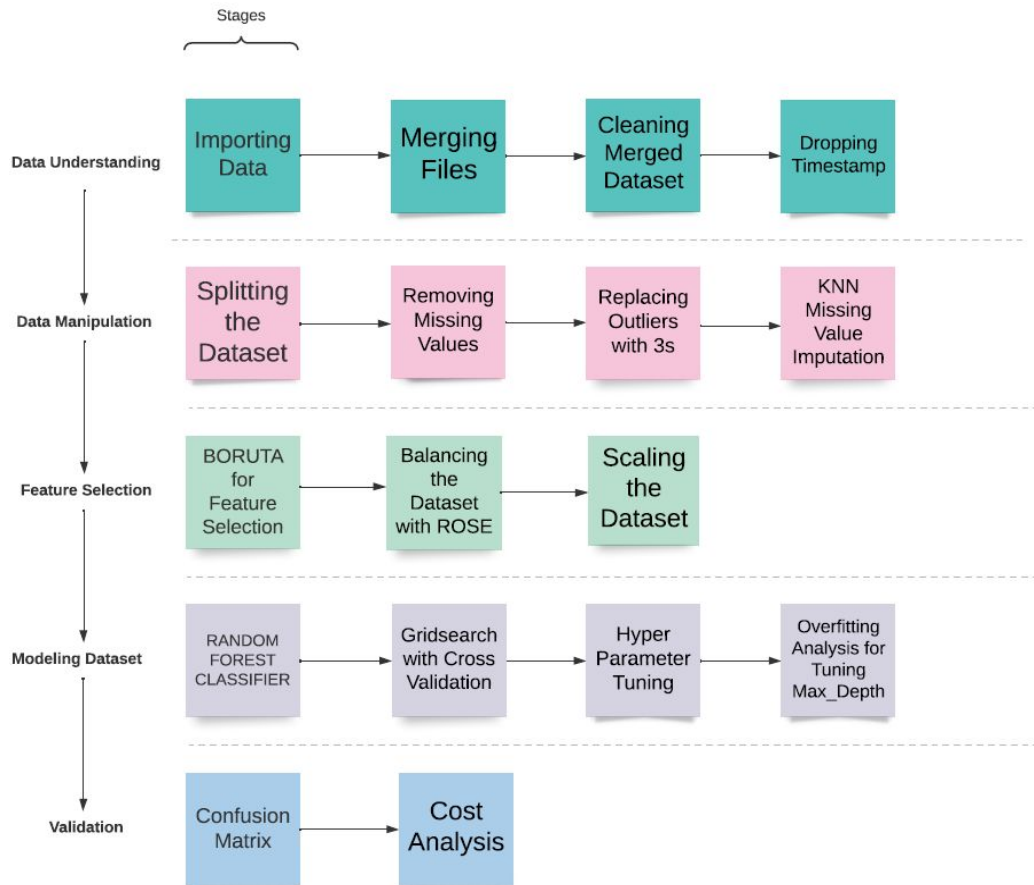 Stages
Data Understanding
Importing
Data
Merging
Files
Cleaning
Merged
Dataset
Dropping
Timestamp
Data Manipulation
Splitting
the
Dataset
Removing
Missing
Values
Replacing
Outliers
with 3s
KNN
Missing
Value
Imputation
Feature Selection
BORUTA
for
Feature
Selection
Balancing
the
Dataset
with ROSE
Scaling
the
Dataset
Modeling Dataset
RANDOM
FOREST
CLASSIFIER
Gridsearch
with Cross
Validation
Hyper
Parameter
Tuning
Overfitting
Analysis for
Tuning
Max_Depth
Validation
Confusion
Matrix
Cost
Analysis